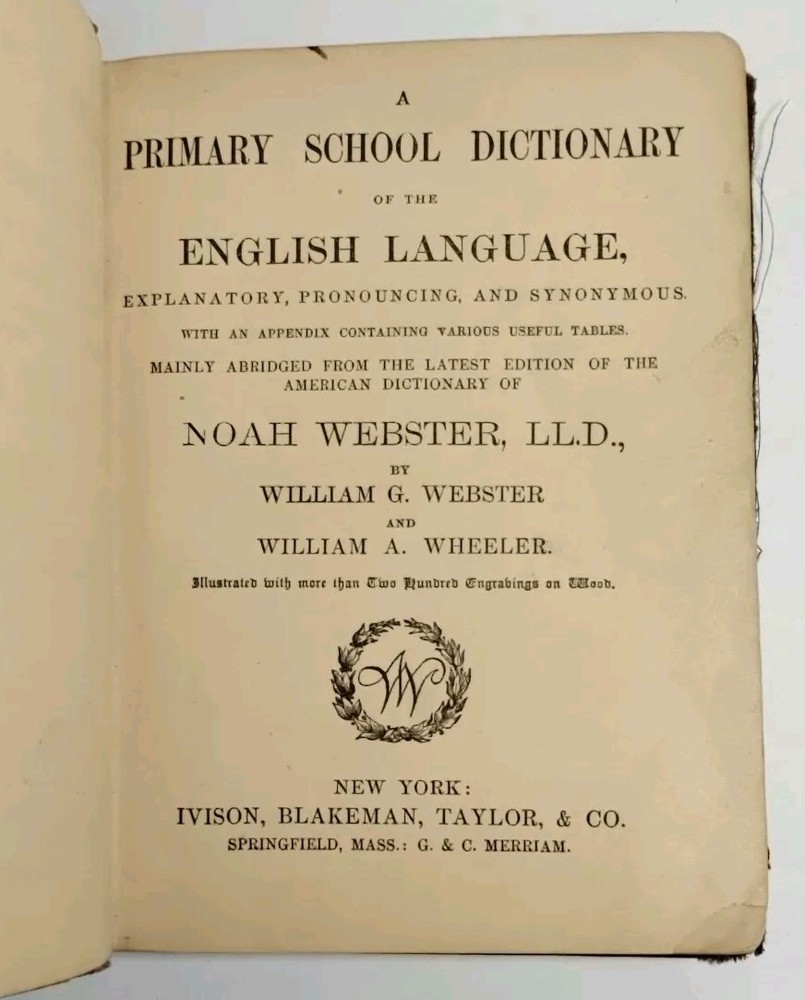 A
PRIMARY SCHOOL DICTIONARY
OF THE
ENGLISH LANGUAGE,
EXPLANATORY, PRONOUNCING, AND SYNONYMOUS.
WITH AN APPENDIX CONTAINING VARIOUS USEFUL TABLES.
MAINLY ABRIDGED FROM THE LATEST EDITION OF THE
AMERICAN DICTIONARY OF
NOAH WEBSTER, LL.D.,
BY
WILLIAM G. WEBSTER
AND
WILLIAM A. WHEELER.
Illustrated with more than Two Hundred Engravings on Wood.
NW
NEW YORK:
IVISON, BLAKEMAN, TAYLOR, & CO.
SPRINGFIELD, MASS.: G. & C. MERRIAM.